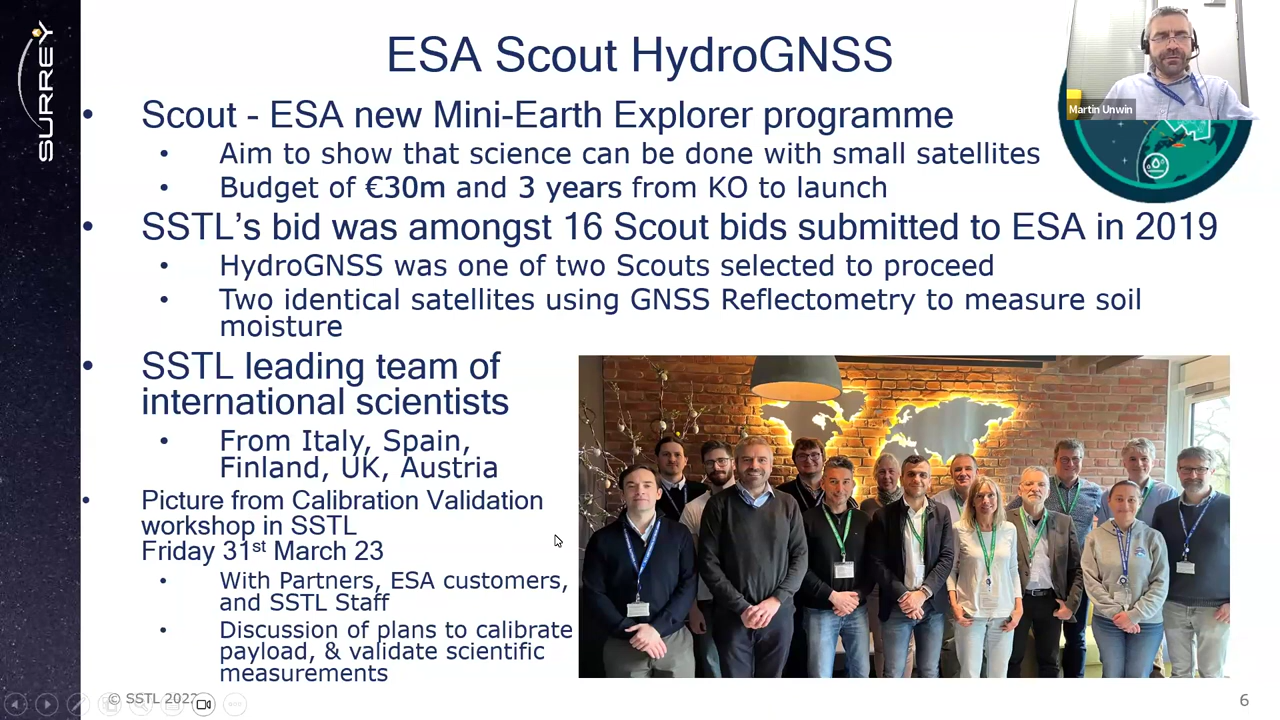 SURREY
ESA Scout HydroGNSS
Martin Unwin
• Scout - ESA new Mini-Earth Explorer programme
• Aim to show that science can be done with small satellites
• Budget of €30m and 3 years from KO to launch
• SSTL’s bid was amongst 16 Scout bids submitted to ESA in 2019
• HydroGNSS was one of two Scouts selected to proceed
• Two identical satellites using GNSS Reflectometry to measure soil
moisture
• SSTL leading team of
international scientists
• From Italy, Spain,
Finland, UK, Austria
• Picture from Calibration Validation
workshop in SSTL
Friday 31st March 23
• With Partners, ESA customers,
and SSTL Staff
• Discussion of plans to calibrate
payload, & validate scientific
measurements
© SSTL
6